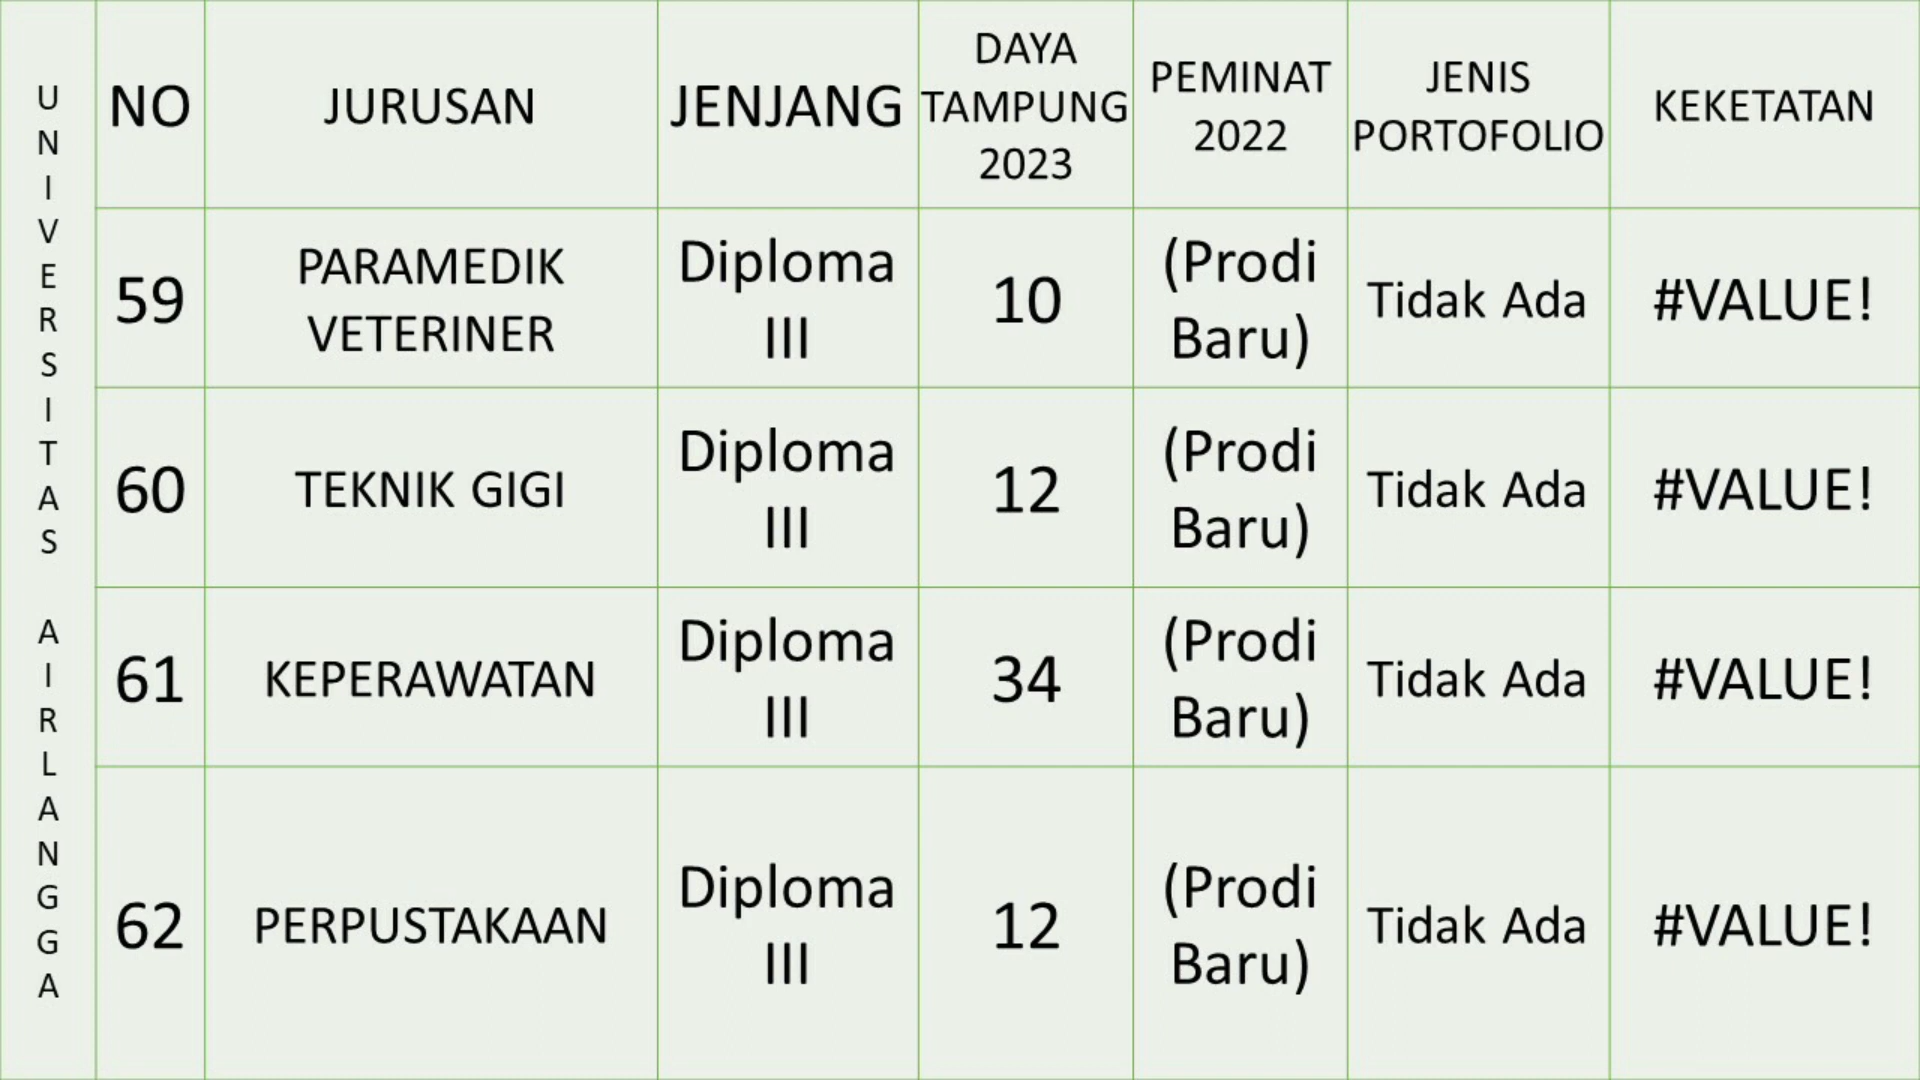 UNIVERSITAS AIRLANGGA
NO
JURUSAN
JENJANG
DAYA
TAMPUNG
2023
PEMINAT
2022
JENIS
PORTOFOLIO
KEKETATAN
59
PARAMEDIK
VETERINER
Diploma
III
10
(Prodi
Baru)
Tidak Ada
#VALUE!
60
TEKNIK GIGI
Diploma
III
12
(Prodi
Baru)
Tidak Ada
#VALUE!
61
KEPERAWATAN
Diploma
III
34
(Prodi
Baru)
Tidak Ada
#VALUE!
62
PERPUSTAKAAN
Diploma
III
12
(Prodi
Baru)
Tidak Ada
#VALUE!